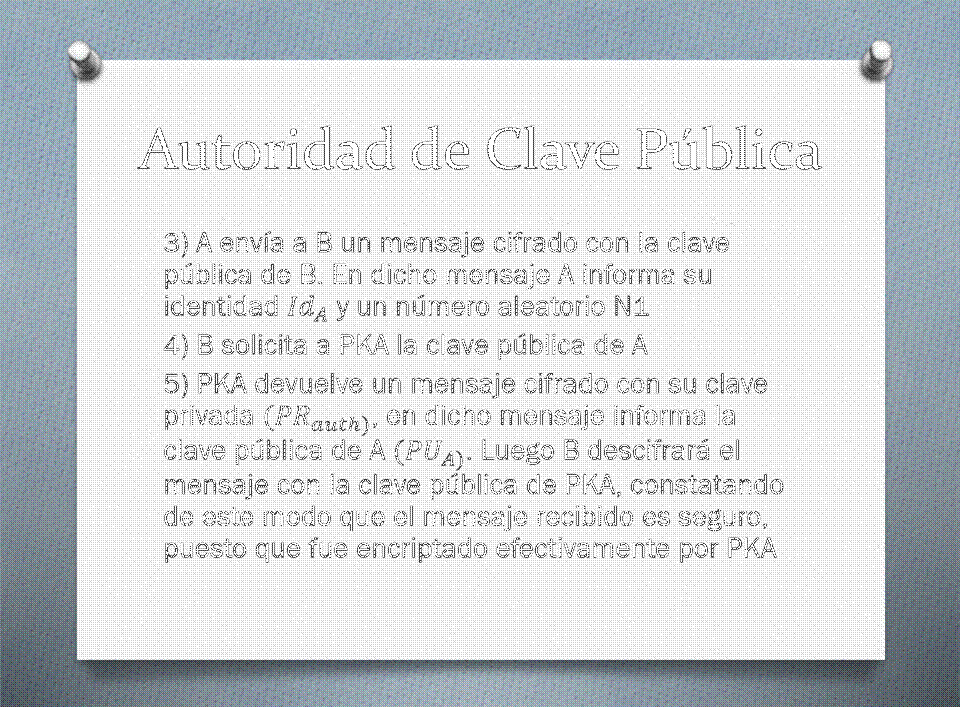 Autoridad de Clave Pública
3) A envía a B un mensaje cifrado con la clave
pública de B. En dicho mensaje A informa su
identidad Id_A y un número aleatorio N1
4) B solicita a PKA la clave pública de A
5) PKA devuelve un mensaje cifrado con su clave
privada (PR_auth), en dicho mensaje informa la
clave pública de A (PU_A). Luego B descifrará el
mensaje con la clave pública de PKA, constatando
de este modo que el mensaje recibido es seguro,
puesto que fue encriptado efectivamente por PKA